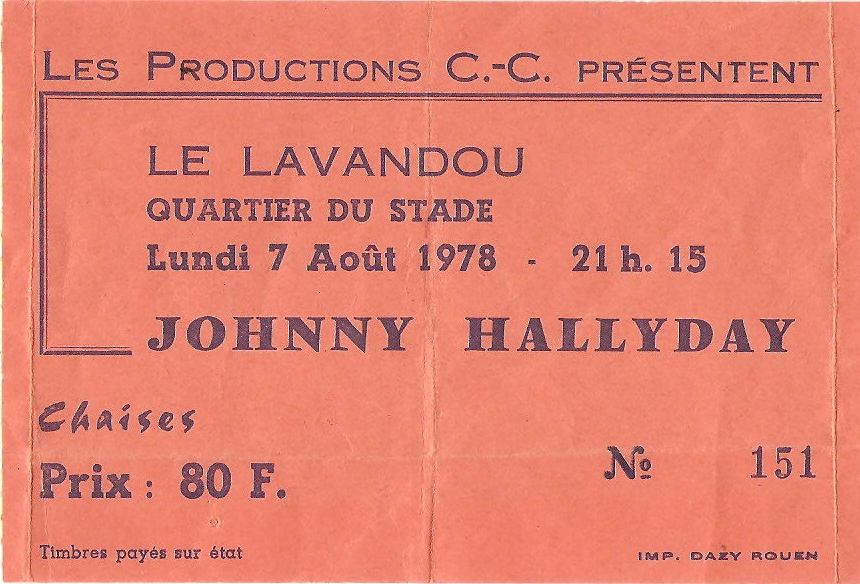 LES PRODUCTIONS C.-C. PRÉSENTENT
LE LAVANDOU
QUARTIER DU STADE
Lundi 7 Août 1978 - 21 h. 15
JOHNNY HALLYDAY
Chaises
Prix : 80 F.
№ 151
Timbres payés sur état
IMP. DAZY ROUEN